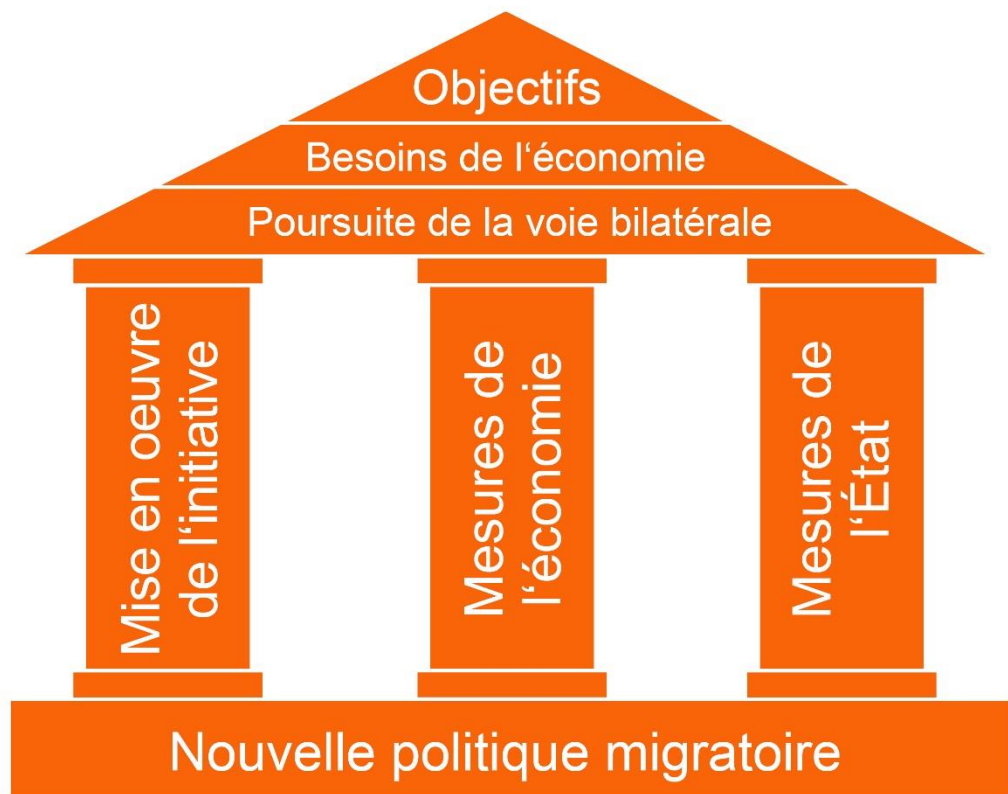 Objectifs
Besoins de l‘économie
Poursuite de la voie bilatérale
Mise en oeuvre
de l‘initiative
Mesures de
l‘économie
Mesures de
l‘État
Nouvelle politique migratoire